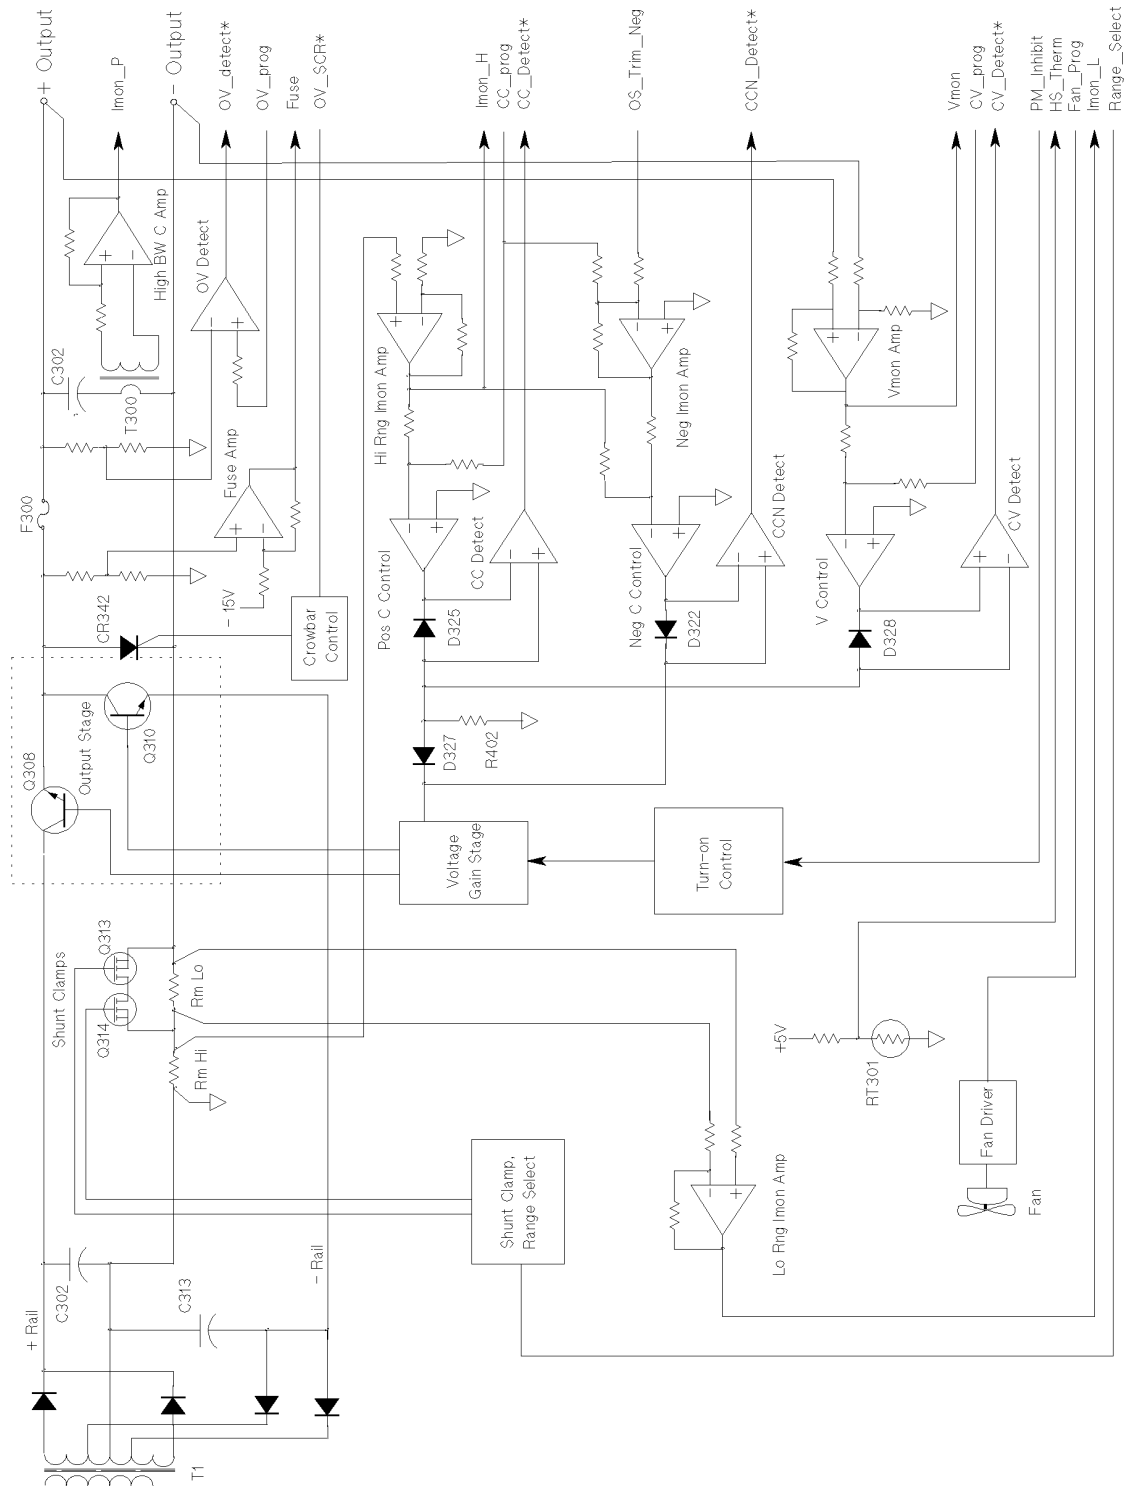 + Output
Imon_P
- Output
OV_detect*
OV_prog
Fuse
OV_SCR*
Imon_H
CC_prog
CC_Detect*
OS_Trim_Neg
CCN_Detect*
Vmon
CV_prog
CV_Detect*
PM_Inhibit
HS_Therm
Fan_Prog
Imon_L
Range_Select
High BW C Amp
OV Detect
C302
T300
Fuse Amp
F300
- 15V
CR342
Crowbar
Control
Hi Rng Imon Amp
Neg Imon Amp
Vmon Amp
CC Detect
Pos C Control
D325
CCN Detect
Neg C Control
D322
CV Detect
V Control
D328
Q308
Output Stage
Q310
D327
R402
Voltage
Gain Stage
Turn-on
Control
Shunt Clamps
Q313
Q314
Rm Lo
Rm Hi
+5V
RT301
Fan Driver
Fan
Shunt Clamp,
Range Select
Lo Rng Imon Amp
+ Rail
C302
C313
- Rail
T1